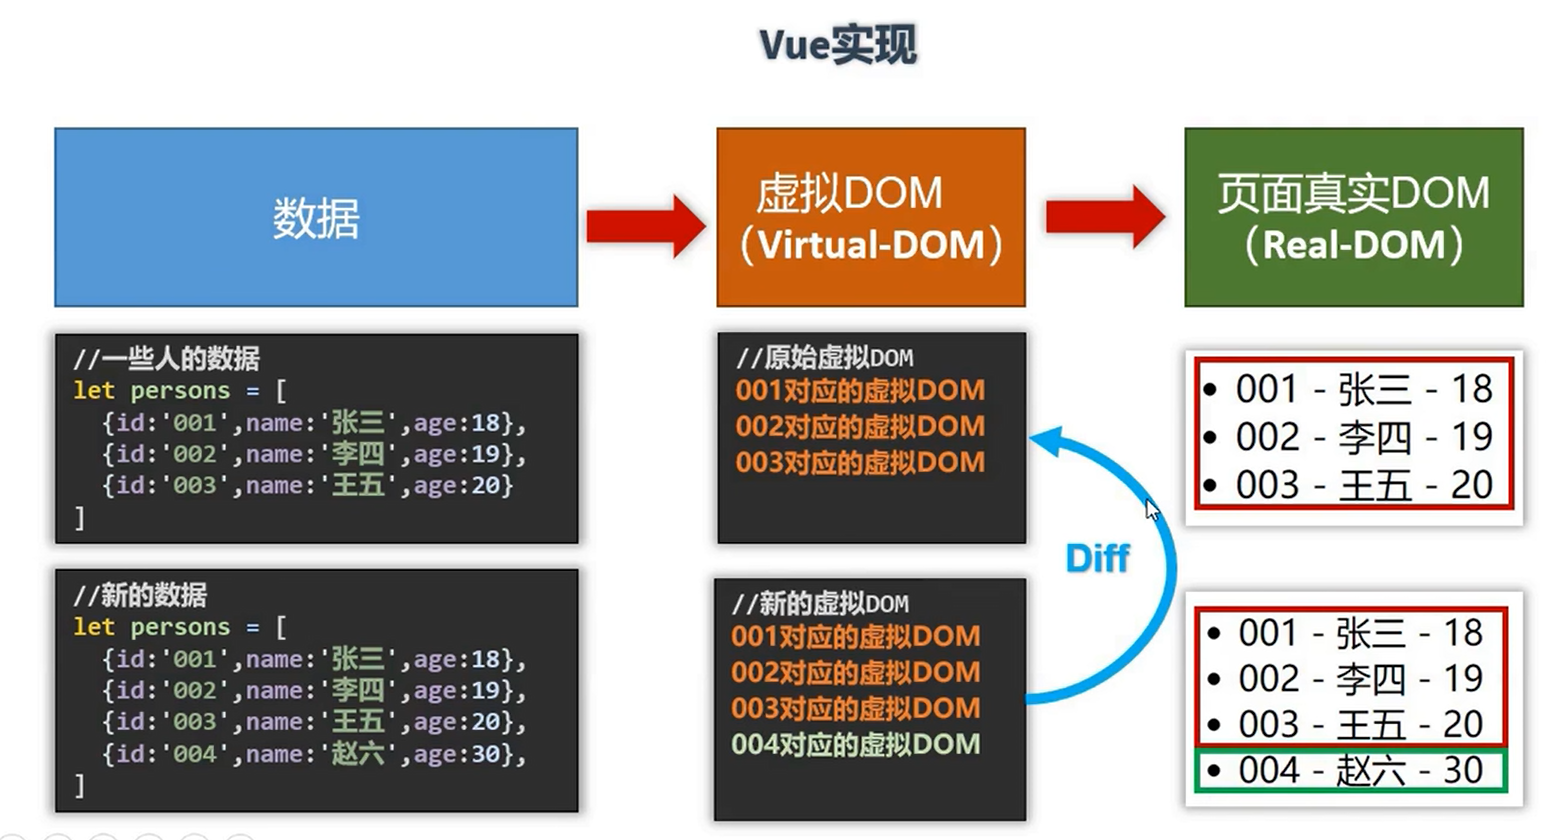 Vue实现
数据
虚拟DOM
（Virtual-DOM）
页面真实DOM
（Real-DOM）
//一些人的数据
let persons = [
{id:'001',name:'张三',age:18},
{id:'002',name:'李四',age:19},
{id:'003',name:'王五',age:20}
]
//原始虚拟DOM
001对应的虚拟DOM
002对应的虚拟DOM
003对应的虚拟DOM
• 001 - 张三 - 18
• 002 - 李四 - 19
• 003 - 王五 - 20
Diff
//新的数据
let persons = [
{id:'001',name:'张三',age:18},
{id:'002',name:'李四',age:19},
{id:'003',name:'王五',age:20},
{id:'004',name:'赵六',age:30},
]
//新的虚拟DOM
001对应的虚拟DOM
002对应的虚拟DOM
003对应的虚拟DOM
004对应的虚拟DOM
• 001 - 张三 - 18
• 002 - 李四 - 19
• 003 - 王五 - 20
• 004 - 赵六 - 30